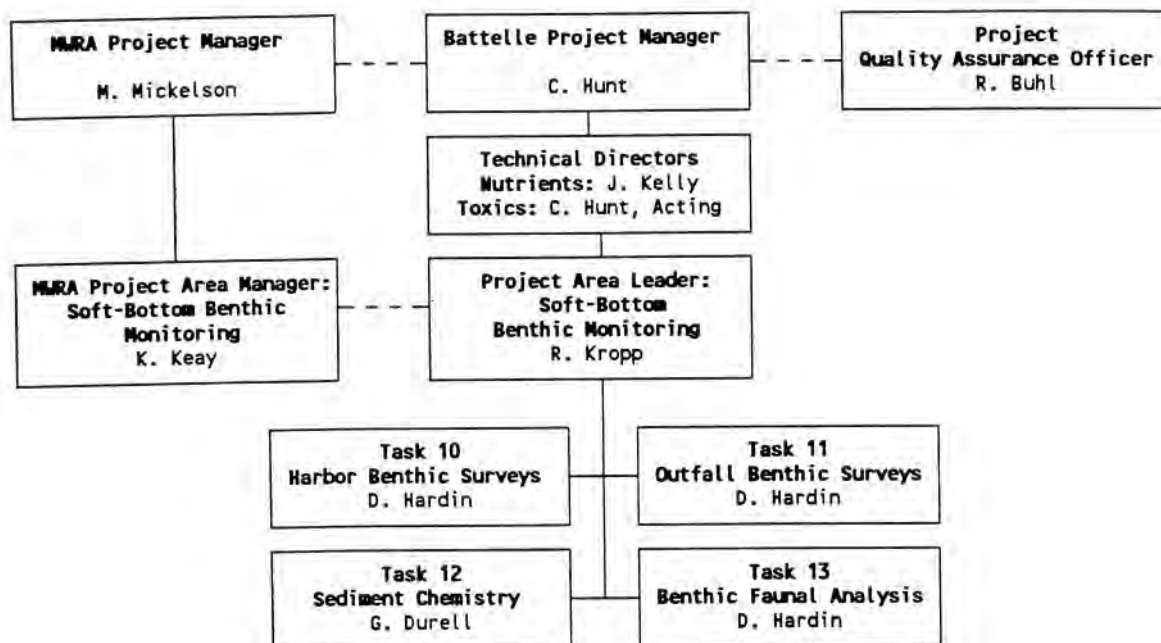 MWRA Project Manager
M. Mickelson
Battelle Project Manager
C. Hunt
Project
Quality Assurance Officer
R. Buhl
Technical Directors
Nutrients: J. Kelly
Toxics: C. Hunt, Acting
MWRA Project Area Manager:
Soft-Bottom Benthic
Monitoring
K. Keay
Project Area Leader:
Soft-Bottom
Benthic Monitoring
R. Kropp
Task 10
Harbor Benthic Surveys
D. Hardin
Task 11
Outfall Benthic Surveys
D. Hardin
Task 12
Sediment Chemistry
G. Durell
Task 13
Benthic Faunal Analysis
D. Hardin